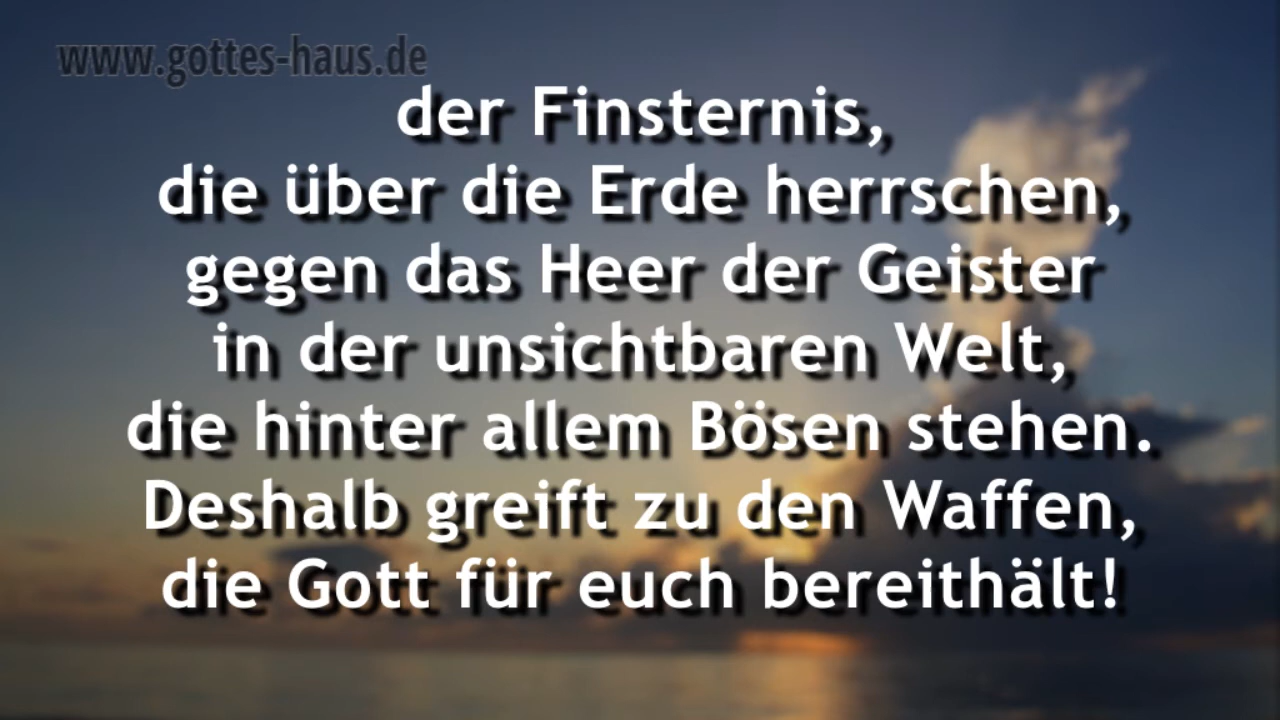 www.gottes-haus.de
der Finsternis,
die über die Erde herrschen,
gegen das Heer der Geister
in der unsichtbaren Welt,
die hinter allem Bösen stehen.
Deshalb greift zu den Waffen,
die Gott für euch bereithält!